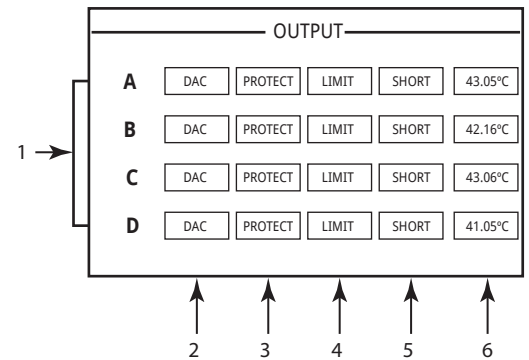 OUTPUT
A DAC PROTECT LIMIT SHORT 43.05°C
B DAC PROTECT LIMIT SHORT 42.16°C
1
C DAC PROTECT LIMIT SHORT 43.06°C
D DAC PROTECT LIMIT SHORT 41.05°C
2 3 4 5 6